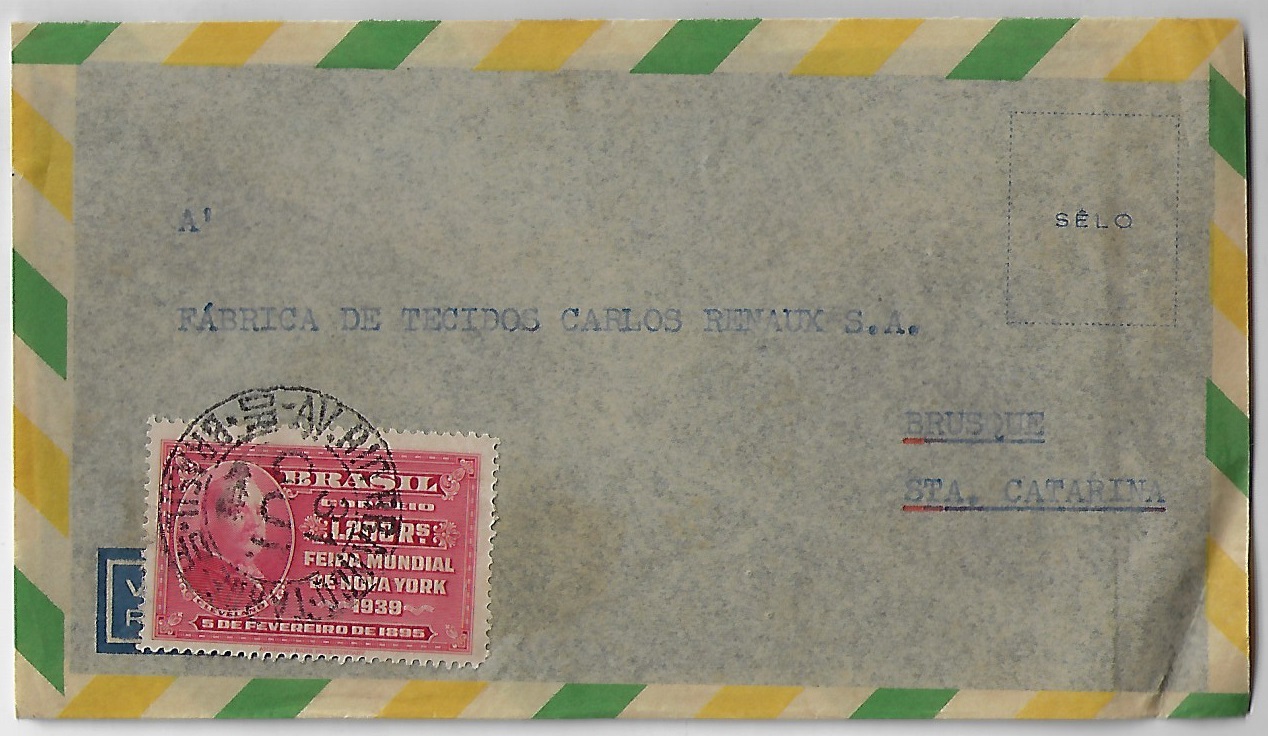 SÊLO
A'
FÁBRICA DE TECIDOS CARLOS RENAUX S.A.
BRUSQUE
STA. CATARINA
BRASIL
CORREIO
FEIRA MUNDIAL
DE NOVA YORK
1939
CLEVELAND
5 DE FEVEREIRO DE 1895